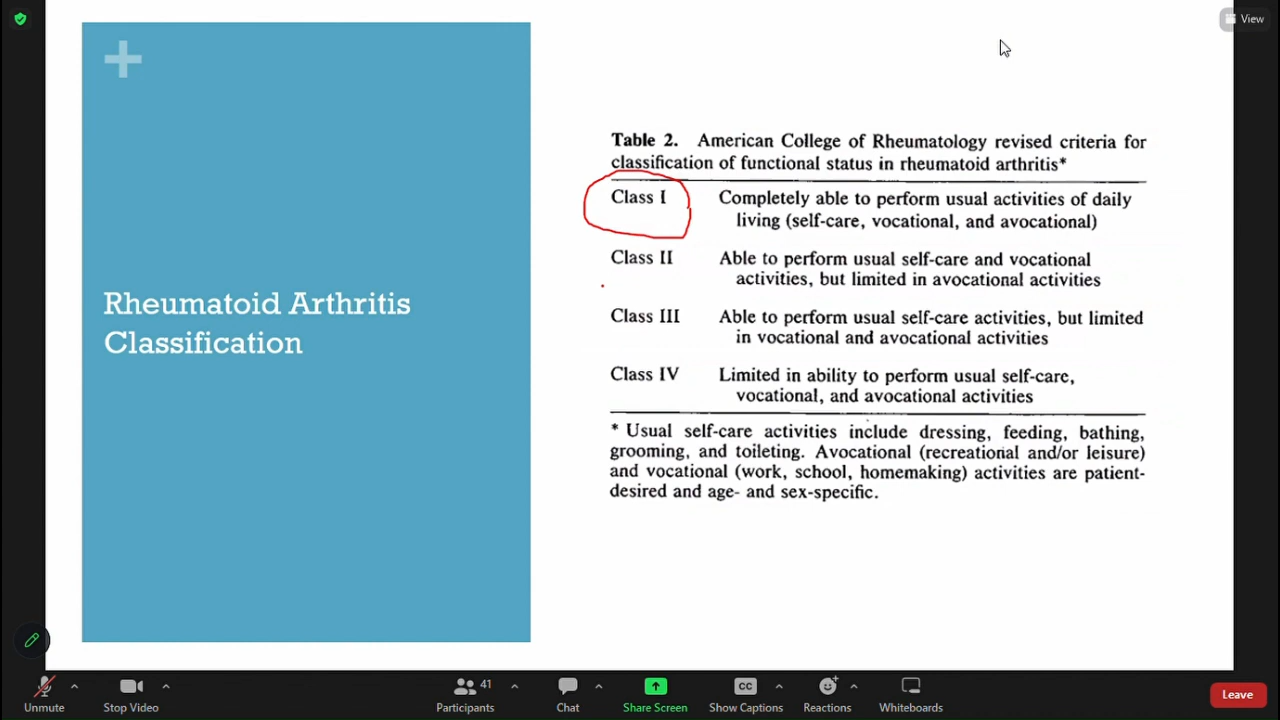 View
+
Rheumatoid Arthritis
Classification
Table 2. American College of Rheumatology revised criteria for
classification of functional status in rheumatoid arthritis*
Class I Completely able to perform usual activities of daily
living (self-care, vocational, and avocational)
Class II Able to perform usual self-care and vocational
activities, but limited in avocational activities
Class III Able to perform usual self-care activities, but limited
in vocational and avocational activities
Class IV Limited in ability to perform usual self-care,
vocational, and avocational activities
* Usual self-care activities include dressing, feeding, bathing,
grooming, and toileting. Avocational (recreational and/or leisure)
and vocational (work, school, homemaking) activities are patient-
desired and age- and sex-specific.
41
CC
Unmute Stop Video Participants Chat Share Screen Show Captions Reactions Whiteboards Leave